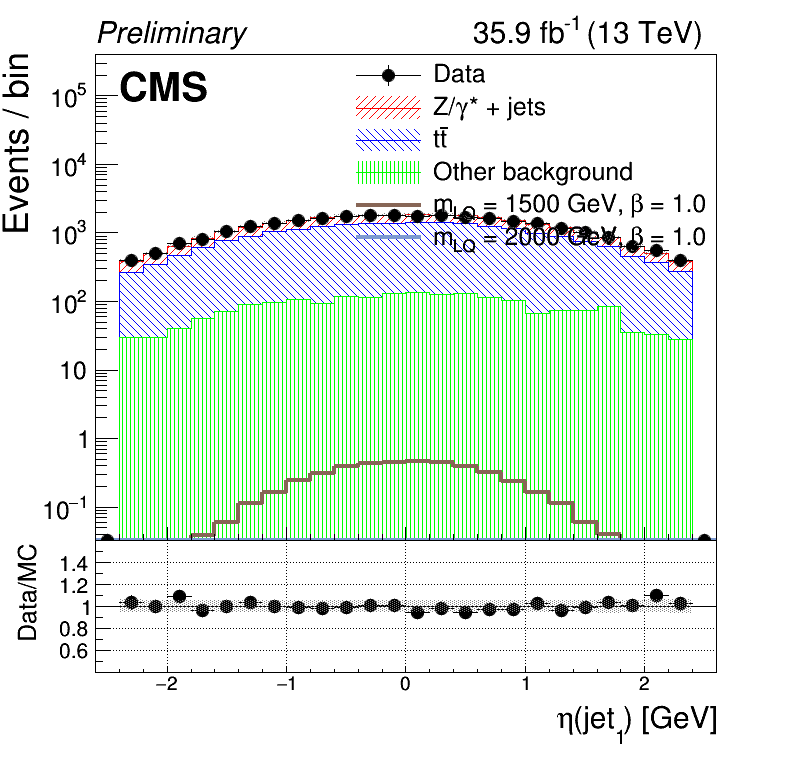 Preliminary 35.9 fb⁻¹ (13 TeV)
CMS
Data
Z/γ* + jets
tt̄
Other background
m_LQ = 1500 GeV, β = 1.0
m_LQ = 2000 GeV, β = 1.0
Events / bin
10⁵
10⁴
10³
10²
10
1
10⁻¹
Data/MC
1.4
1.2
1
0.8
0.6
−2 −1 0 1 2
η(jet₁) [GeV]